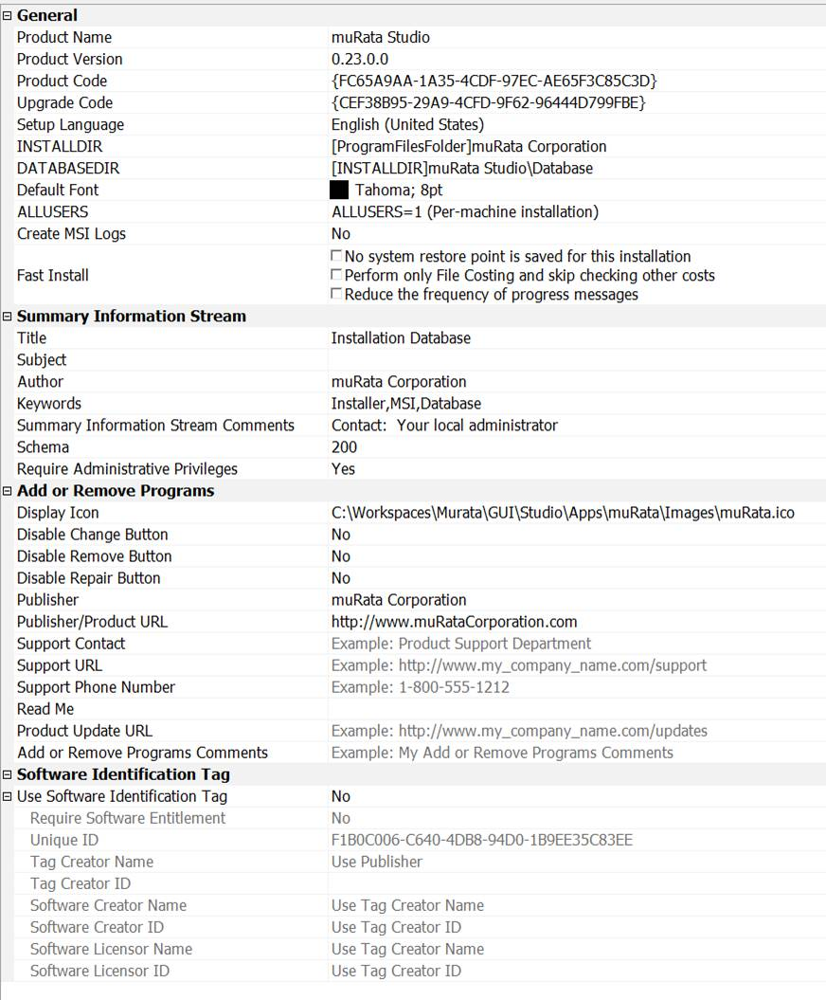 General
Product Name muRata Studio
Product Version 0.23.0.0
Product Code {FC65A9AA-1A35-4CDF-97EC-AE65F3C85C3D}
Upgrade Code {CEF38B95-29A9-4CFD-9F62-96444D799FBE}
Setup Language English (United States)
INSTALLDIR [ProgramFilesFolder]muRata Corporation
DATABASEDIR [INSTALLDIR]muRata Studio\Database
Default Font Tahoma; 8pt
ALLUSERS ALLUSERS=1 (Per-machine installation)
Create MSI Logs No
Fast Install
No system restore point is saved for this installation
Perform only File Costing and skip checking other costs
Reduce the frequency of progress messages
Summary Information Stream
Title Installation Database
Subject
Author muRata Corporation
Keywords Installer,MSI,Database
Summary Information Stream Comments Contact:  Your local administrator
Schema 200
Require Administrative Privileges Yes
Add or Remove Programs
Display Icon C:\Workspaces\Murata\GUI\Studio\Apps\muRata\Images\muRata.ico
Disable Change Button No
Disable Remove Button No
Disable Repair Button No
Publisher muRata Corporation
Publisher/Product URL http://www.muRataCorporation.com
Support Contact Example: Product Support Department
Support URL Example: http://www.my_company_name.com/support
Support Phone Number Example: 1-800-555-1212
Read Me
Product Update URL Example: http://www.my_company_name.com/updates
Add or Remove Programs Comments Example: My Add or Remove Programs Comments
Software Identification Tag
Use Software Identification Tag No
Require Software Entitlement No
Unique ID F1B0C006-C640-4DB8-94D0-1B9EE35C83EE
Tag Creator Name Use Publisher
Tag Creator ID
Software Creator Name Use Tag Creator Name
Software Creator ID Use Tag Creator ID
Software Licensor Name Use Tag Creator Name
Software Licensor ID Use Tag Creator ID